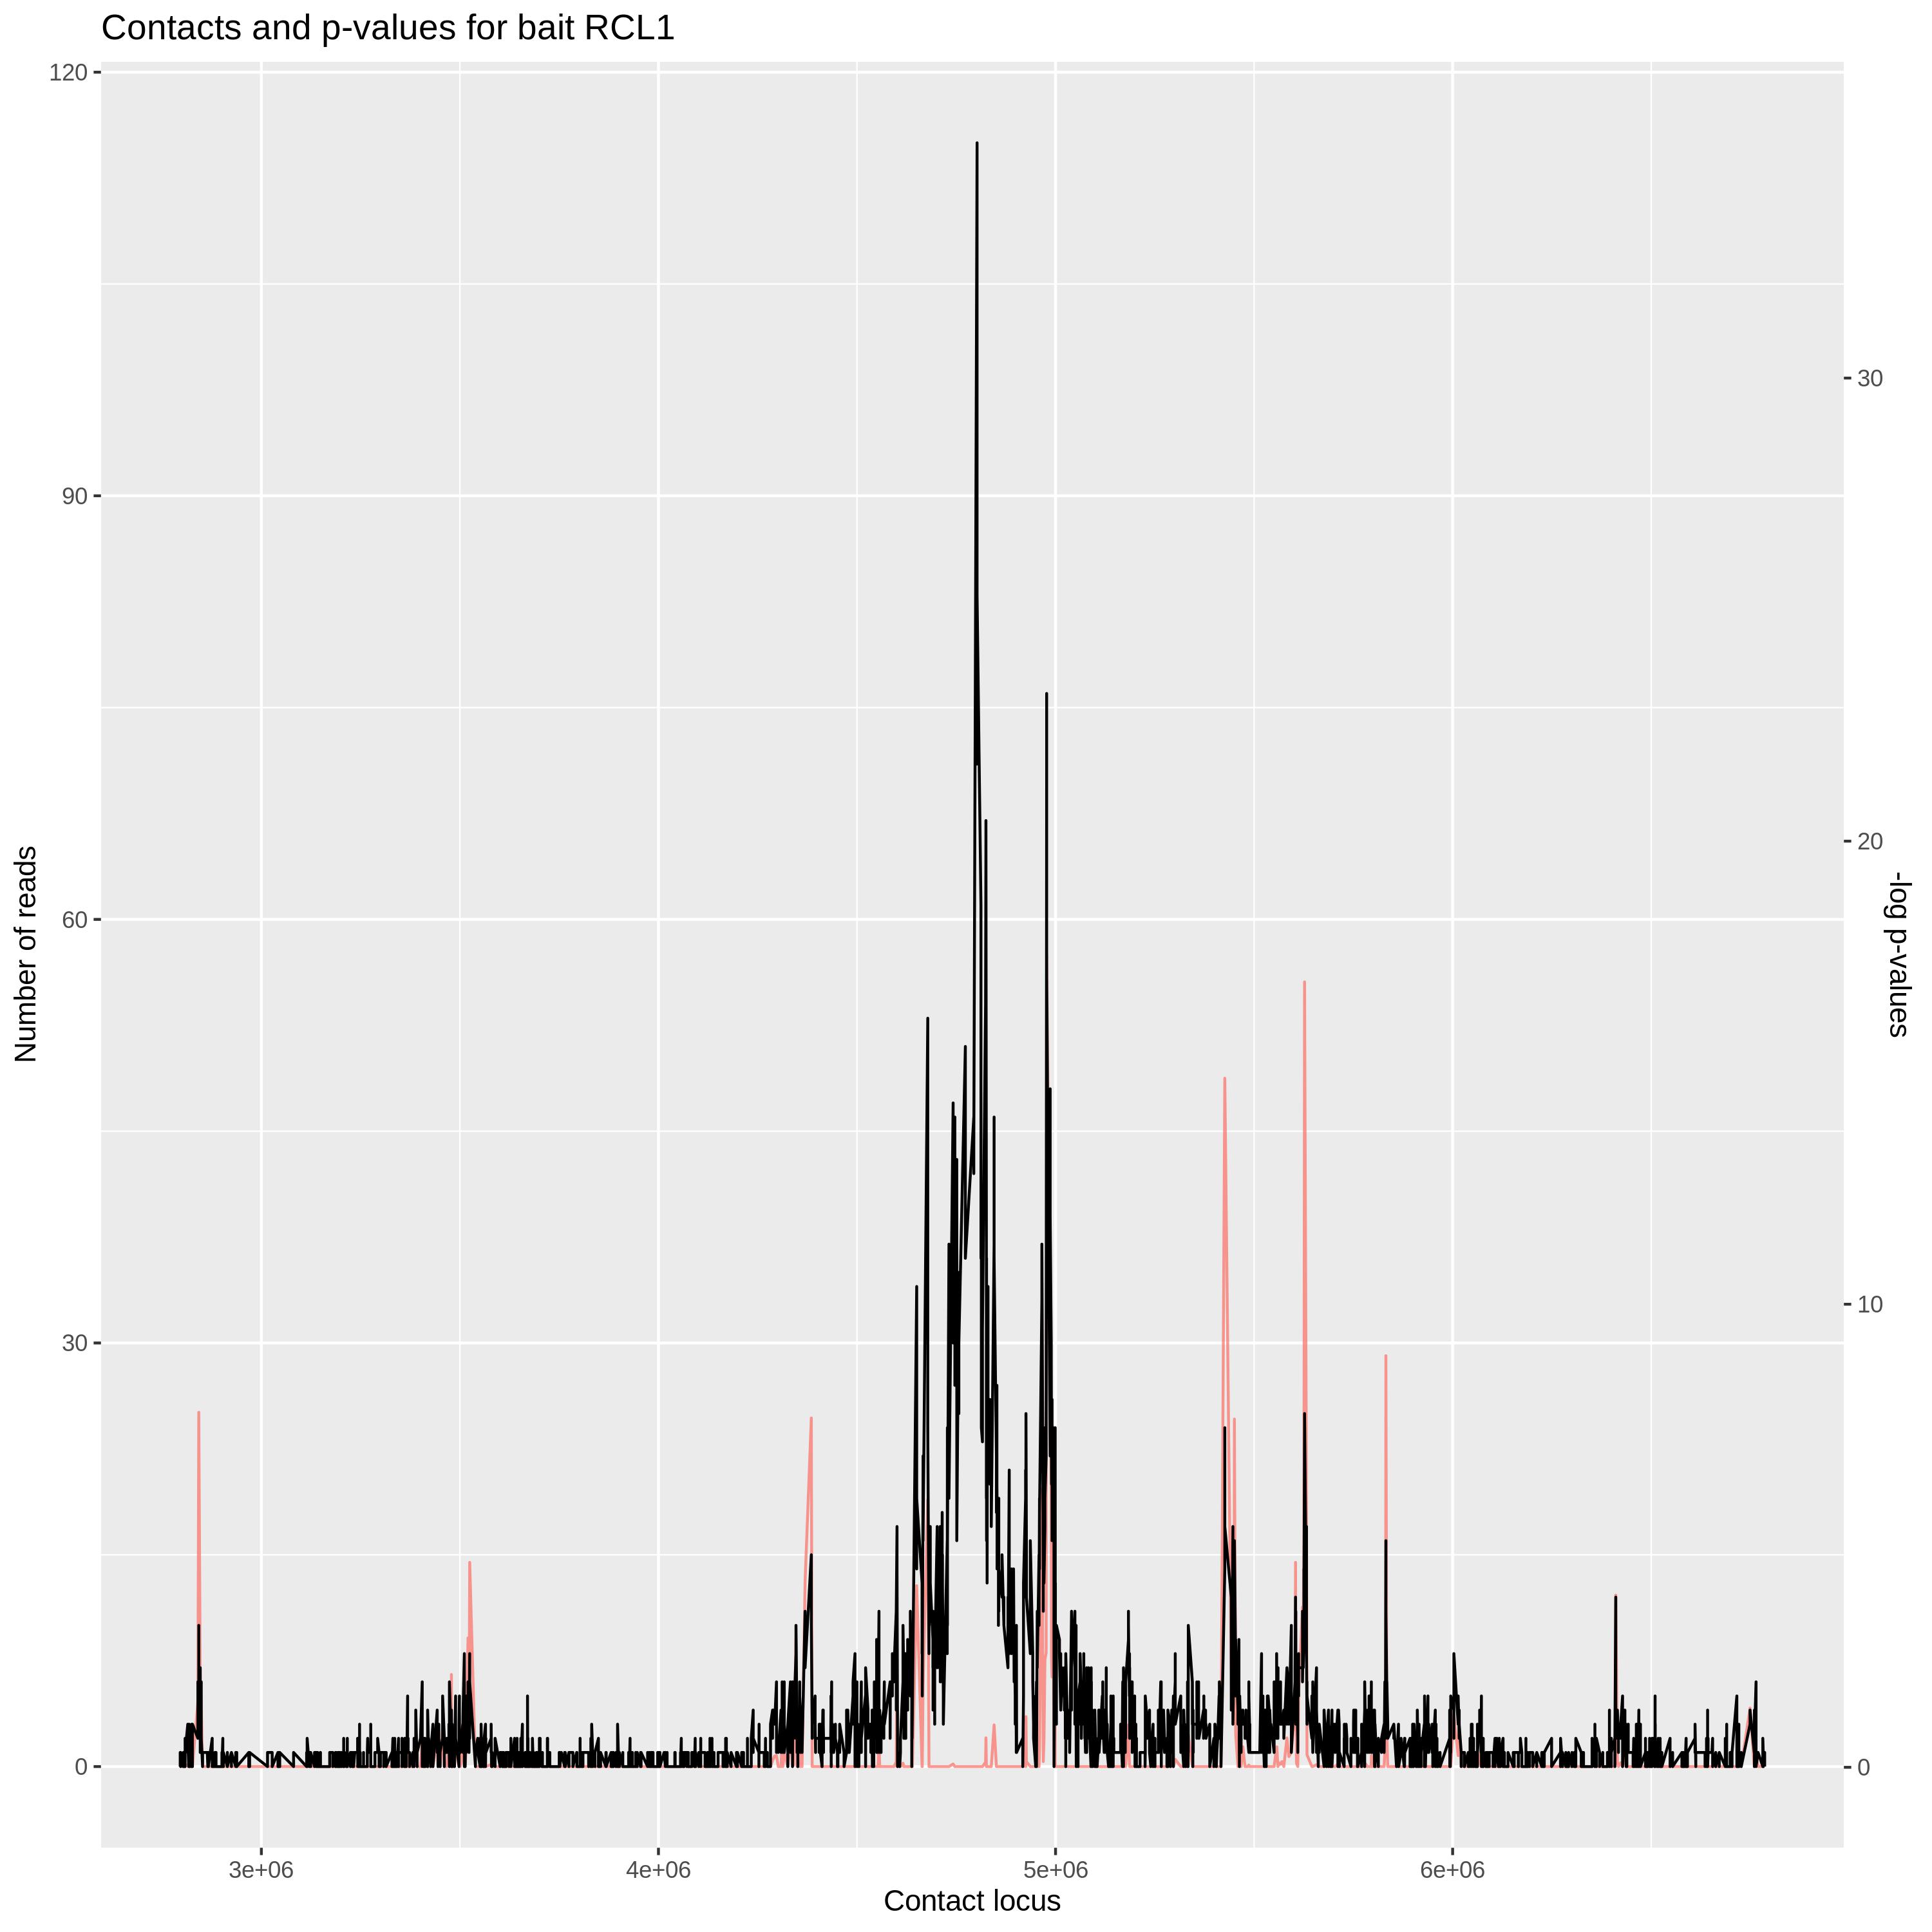 Contacts and p-values for bait RCL1
120
90
60
30
0
Number of reads
30
20
10
0
-log p-values
3e+06
4e+06
5e+06
6e+06
Contact locus